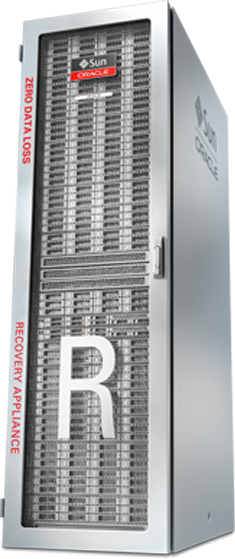 Sun
ORACLE
ZERO DATA LOSS
RECOVERY APPLIANCE
R
Sun
ORACLE